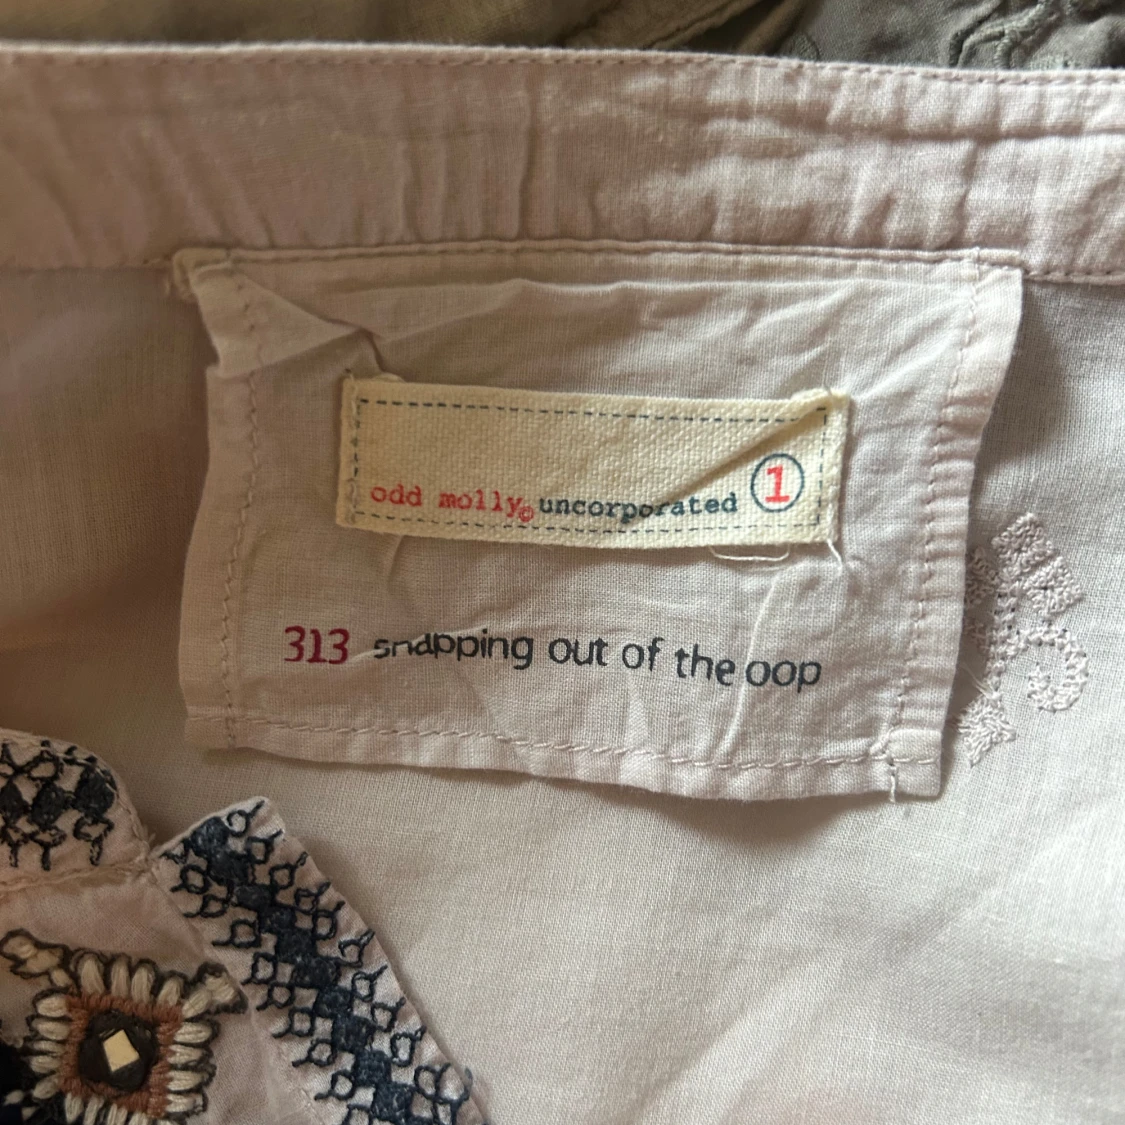 odd molly© uncorporated 1
313 snapping out of the oop